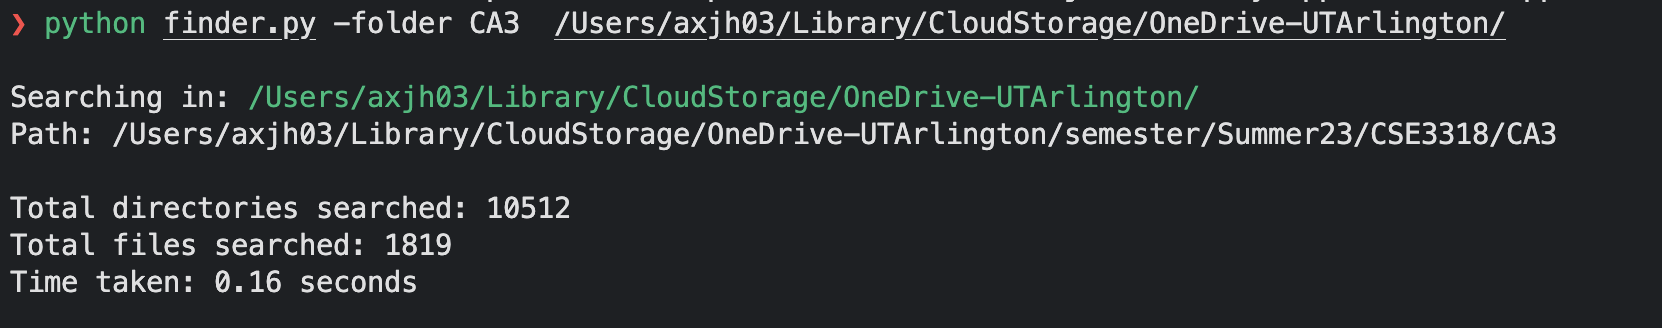 ❯ python finder.py -folder CA3  /Users/axjh03/Library/CloudStorage/OneDrive-UTArlington/
Searching in: /Users/axjh03/Library/CloudStorage/OneDrive-UTArlington/
Path: /Users/axjh03/Library/CloudStorage/OneDrive-UTArlington/semester/Summer23/CSE3318/CA3
Total directories searched: 10512
Total files searched: 1819
Time taken: 0.16 seconds